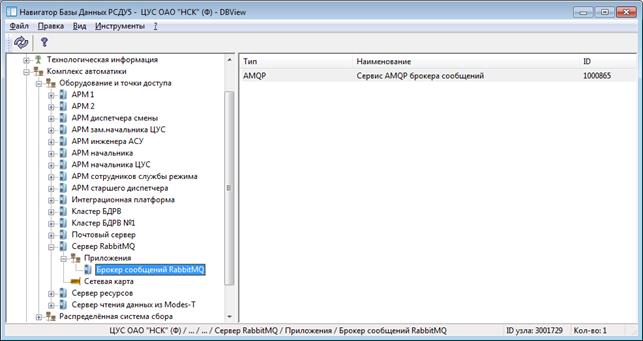 Навигатор Базы Данных РСДУ5 - ЦУС ОАО "НСК" (Ф) - DBView
Файл Правка Вид Инструменты ?
Технологическая информация
Комплекс автоматики
Оборудование и точки доступа
АРМ 1
АРМ 2
АРМ диспетчера смены
АРМ зам.начальника ЦУС
АРМ инженера АСУ
АРМ начальника
АРМ начальника ЦУС
АРМ сотрудников службы режима
АРМ старшего диспетчера
Интеграционная платформа
Кластер БДРВ
Кластер БДРВ №1
Почтовый сервер
Сервер RabbitMQ
Приложения
Брокер сообщений RabbitMQ
Сетевая карта
Сервер ресурсов
Сервер чтения данных из Modes-T
Распределённая система сбора
Тип Наименование ID
AMQP Сервис AMQP брокера сообщений 1000865
ЦУС ОАО "НСК" (Ф) / ... / ... / Сервер RabbitMQ / Приложения / Брокер сообщений RabbitMQ ID узла: 3001729 Кол-во: 1